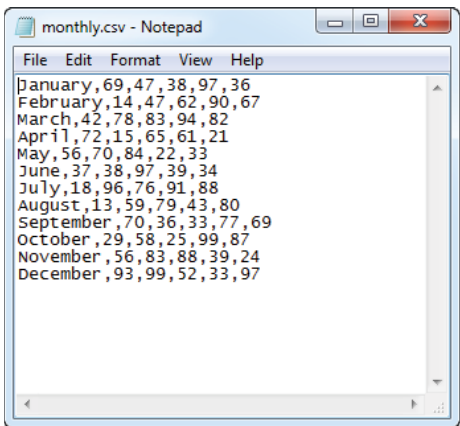 monthly.csv - Notepad
File Edit Format View Help
January,69,47,38,97,36
February,14,47,62,90,67
March,42,78,83,94,82
April,72,15,65,61,21
May,56,70,84,22,33
June,37,38,97,39,34
July,18,96,76,91,88
August,13,59,79,43,80
September,70,36,33,77,69
October,29,58,25,99,87
November,56,83,88,39,24
December,93,99,52,33,97